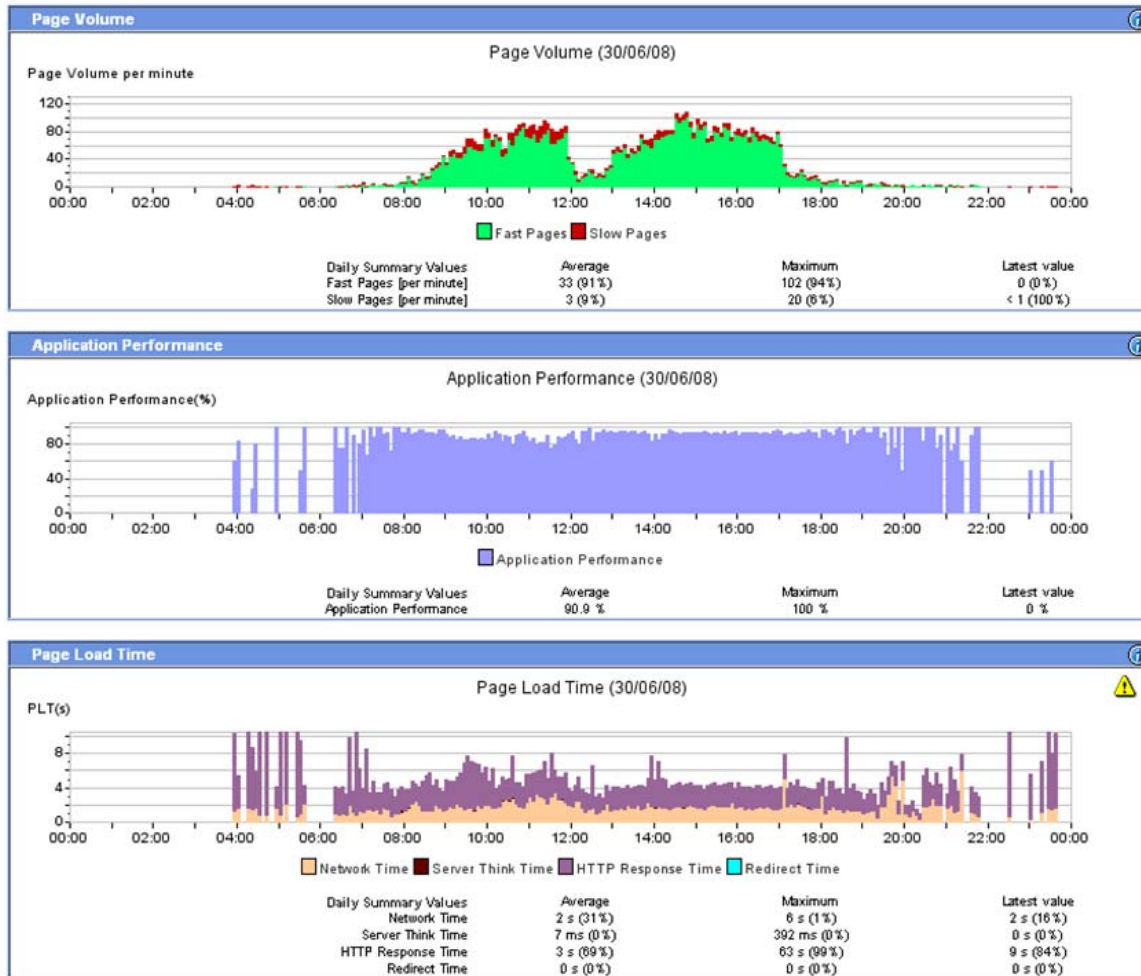 Page Volume
Page Volume (30/06/08)
Page Volume per minute
120
80
40
0
00:00 02:00 04:00 06:00 08:00 10:00 12:00 14:00 16:00 18:00 20:00 22:00 00:00
Fast Pages Slow Pages
Daily Summary Values Average Maximum Latest value
Fast Pages [per minute] 33 (91%) 102 (94%) 0 (0%)
Slow Pages [per minute] 3 (9%) 20 (6%) < 1 (100%)
Application Performance
Application Performance (30/06/08)
Application Performance(%)
80
40
0
00:00 02:00 04:00 06:00 08:00 10:00 12:00 14:00 16:00 18:00 20:00 22:00 00:00
Application Performance
Daily Summary Values Average Maximum Latest value
Application Performance 90.9 % 100 % 0 %
Page Load Time
Page Load Time (30/06/08)
PLT(s)
8
4
0
00:00 02:00 04:00 06:00 08:00 10:00 12:00 14:00 16:00 18:00 20:00 22:00 00:00
Network Time Server Think Time HTTP Response Time Redirect Time
Daily Summary Values Average Maximum Latest value
Network Time 2 s (31%) 6 s (1%) 2 s (16%)
Server Think Time 7 ms (0%) 392 ms (0%) 0 s (0%)
HTTP Response Time 3 s (69%) 63 s (99%) 9 s (84%)
Redirect Time 0 s (0%) 0 s (0%) 0 s (0%)